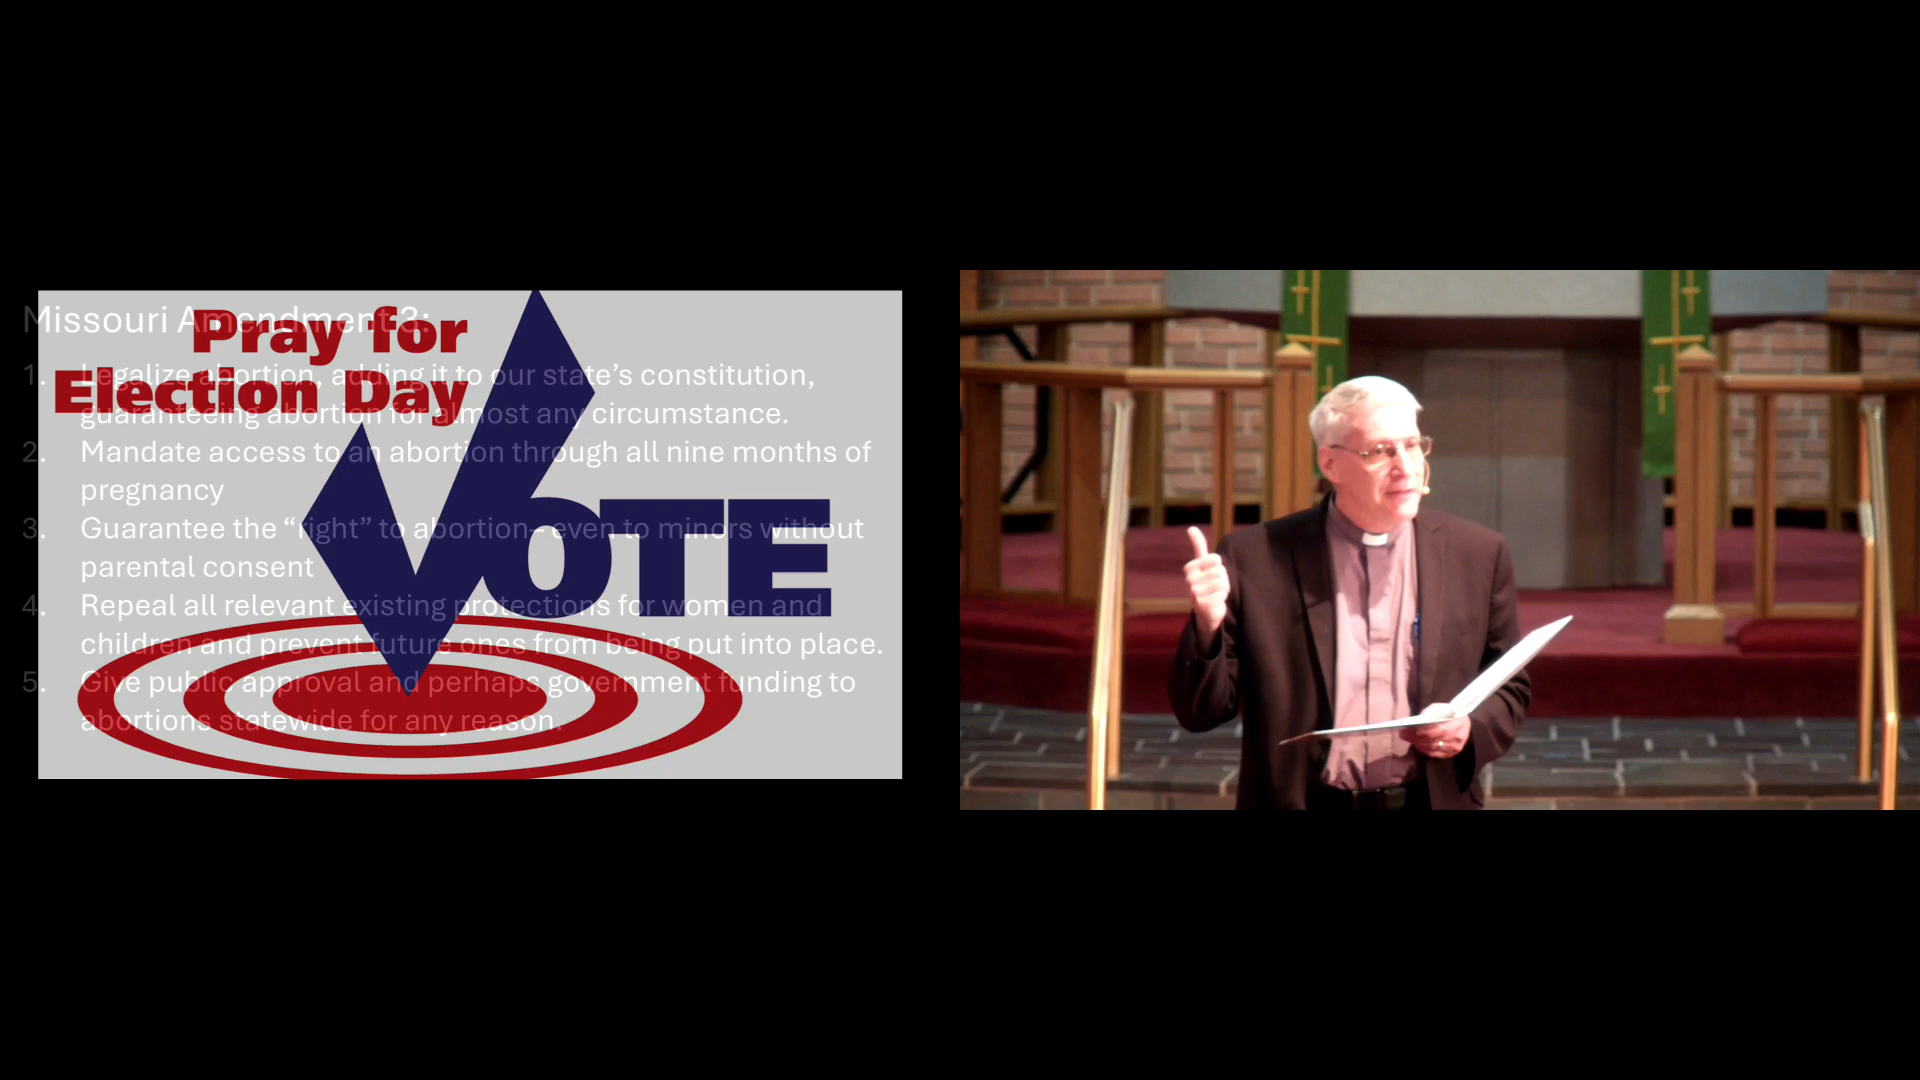 Missouri Amendment 3:
Pray for
Election Day
VOTE
1. Legalize abortion, adding it to our state's constitution,
guaranteeing abortion for almost any circumstance.
2. Mandate access to an abortion through all nine months of
pregnancy
3. Guarantee the “right” to abortion– even to minors without
parental consent
4. Repeal all relevant existing protections for women and
children and prevent future ones from being put into place.
5. Give public approval and perhaps government funding to
abortions statewide for any reason.